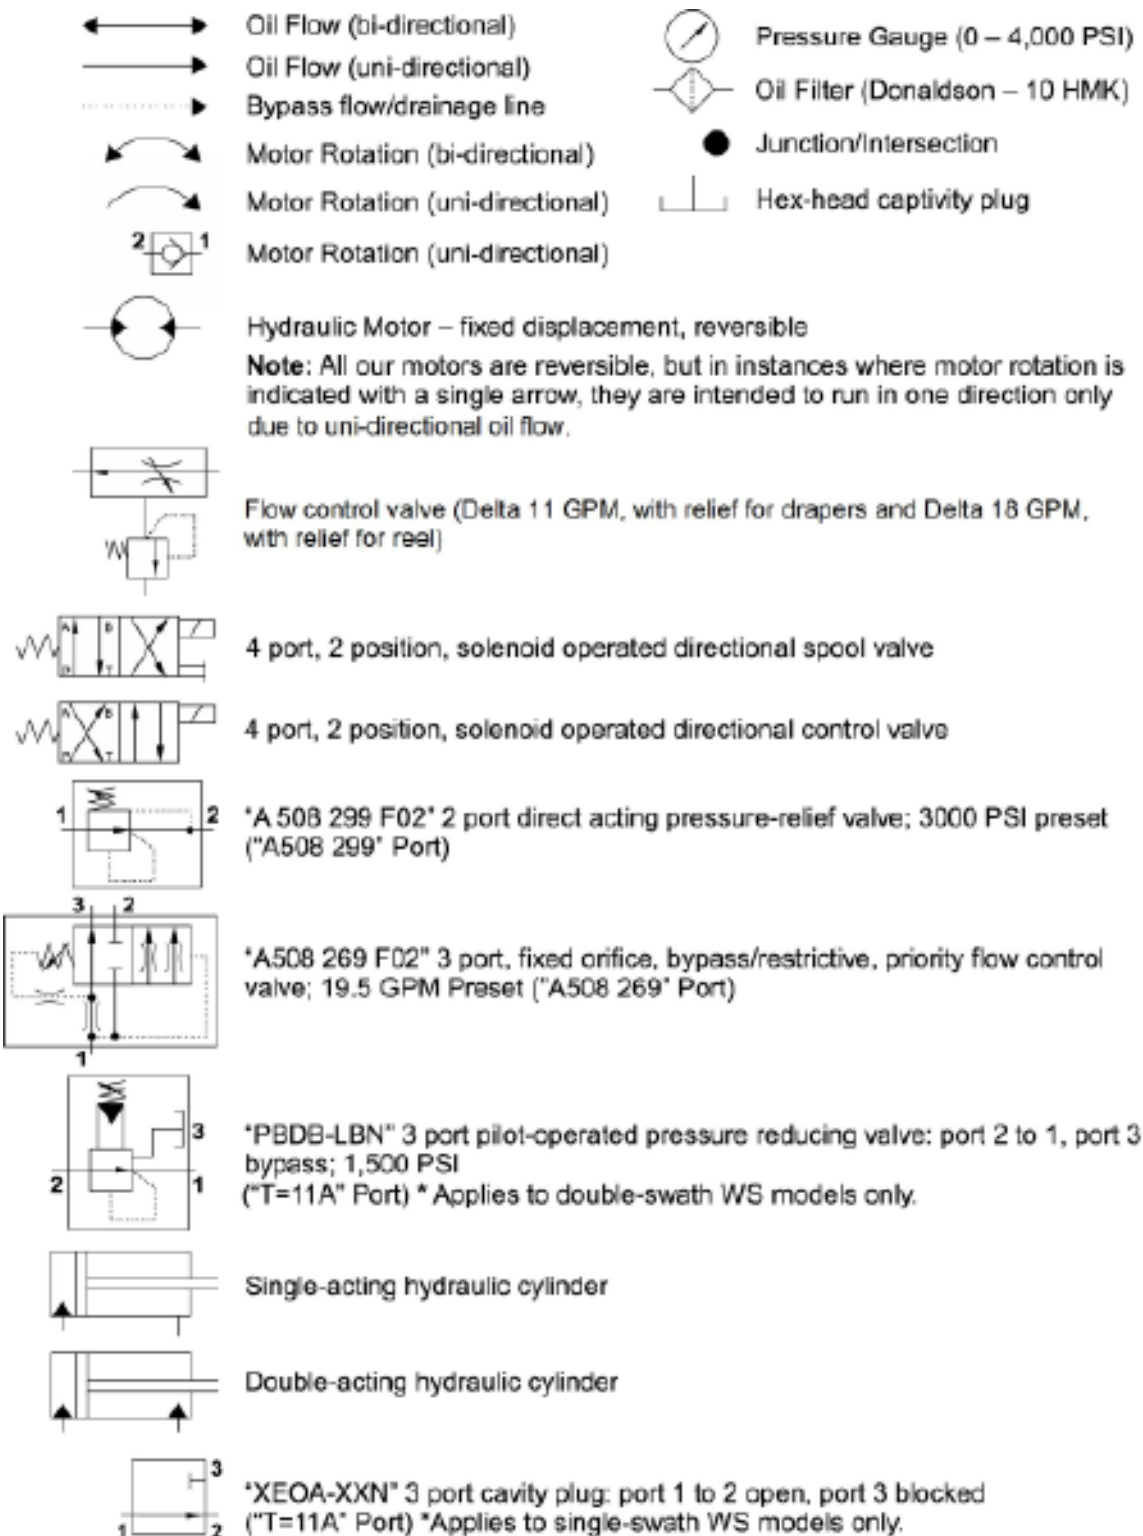 Oil Flow (bi-directional)
Oil Flow (uni-directional)
Bypass flow/drainage line
Motor Rotation (bi-directional)
Motor Rotation (uni-directional)
2 1
Motor Rotation (uni-directional)
Pressure Gauge (0 – 4,000 PSI)
Oil Filter (Donaldson – 10 HMK)
Junction/Intersection
Hex-head captivity plug
Hydraulic Motor – fixed displacement, reversible
Note: All our motors are reversible, but in instances where motor rotation is
indicated with a single arrow, they are intended to run in one direction only
due to uni-directional oil flow.
Flow control valve (Delta 11 GPM, with relief for drapers and Delta 18 GPM,
with relief for reel)
A B
P T
4 port, 2 position, solenoid operated directional spool valve
A B
P T
4 port, 2 position, solenoid operated directional control valve
1 2
"A 508 299 F02" 2 port direct acting pressure-relief valve; 3000 PSI preset
("A508 299" Port)
3 2
"A508 269 F02" 3 port, fixed orifice, bypass/restrictive, priority flow control
valve; 19.5 GPM Preset ("A508 269" Port)
1
3
"PBDB-LBN" 3 port pilot-operated pressure reducing valve: port 2 to 1, port 3
bypass; 1,500 PSI
2 1
("T=11A" Port) * Applies to double-swath WS models only.
Single-acting hydraulic cylinder
Double-acting hydraulic cylinder
3
"XEOA-XXN" 3 port cavity plug: port 1 to 2 open, port 3 blocked
1 2
("T=11A" Port) *Applies to single-swath WS models only.